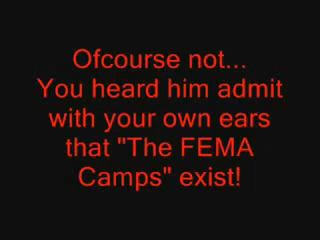 Ofcourse not...
You heard him admit
with your own ears
that "The FEMA
Camps" exist!